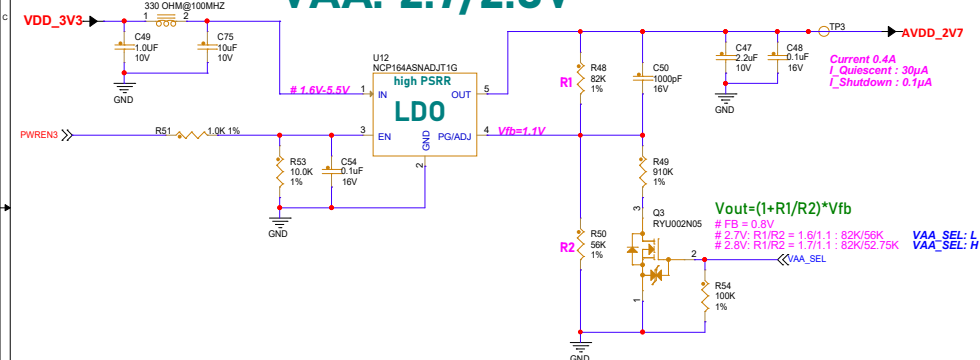 VAA: 2.7/2.8V
330 OHM@100MHZ
VDD_3V3
1
2
C
C49
1.0UF
10V
C75
10uF
10V
GND
U12
NCP164ASNADJT1G
high PSRR
LDO
# 1.6V-5.5V
1
IN
OUT
5
3
EN
PG/ADJ
4
Vfb=1.1V
GND
2
PWREN3
R51
1.0K 1%
R53
10.0K
1%
C54
0.1uF
16V
GND
R1
R48
82K
1%
C50
1000pF
16V
C47
2.2uF
10V
C48
0.1uF
16V
GND
TP3
AVDD_2V7
Current 0.4A
I_Quiescent : 30µA
I_Shutdown : 0.1µA
R49
910K
1%
R2
R50
56K
1%
3
Q3
RYU002N05
2
1
Vout=(1+R1/R2)*Vfb
# FB = 0.8V
# 2.7V: R1/R2 = 1.6/1.1 : 82K/56K VAA_SEL: L
# 2.8V: R1/R2 = 1.6/1.1 : 82K/52.75K VAA_SEL: H
VAA_SEL
R54
100K
1%
GND